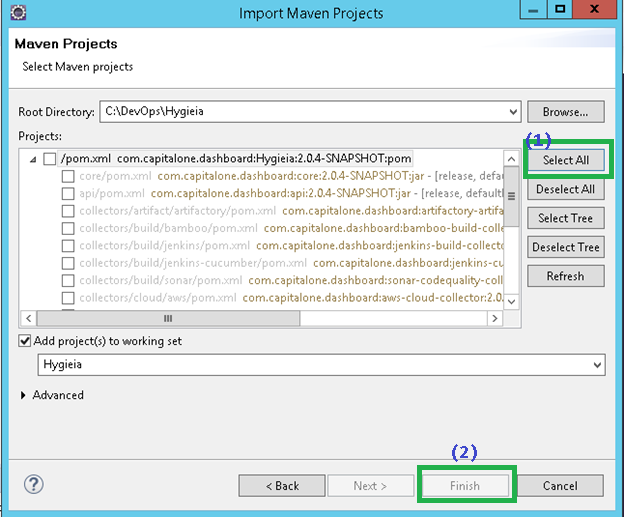 Import Maven Projects
Maven Projects
Select Maven projects
Root Directory: C:\DevOps\Hygieia Browse...
Projects:
(1)
/pom.xml com.capitalone.dashboard:Hygieia:2.0.4-SNAPSHOT:pom Select All
core/pom.xml com.capitalone.dashboard:core:2.0.4-SNAPSHOT:jar - [release, defau
api/pom.xml com.capitalone.dashboard:api:2.0.4-SNAPSHOT:jar - [release, default Deselect All
collectors/artifact/artifactory/pom.xml com.capitalone.dashboard:artifactory-artifa
collectors/build/bamboo/pom.xml com.capitalone.dashboard:bamboo-build-coll Select Tree
collectors/build/jenkins/pom.xml com.capitalone.dashboard:jenkins-build-collecto Deselect Tree
collectors/build/jenkins-cucumber/pom.xml com.capitalone.dashboard:jenkins-cu
collectors/build/sonar/pom.xml com.capitalone.dashboard:sonar-codequality-coll Refresh
collectors/cloud/aws/pom.xml com.capitalone.dashboard:aws-cloud-collector:2.0.
Add project(s) to working set
Hygieia
Advanced
(2)
? < Back Next > Finish Cancel